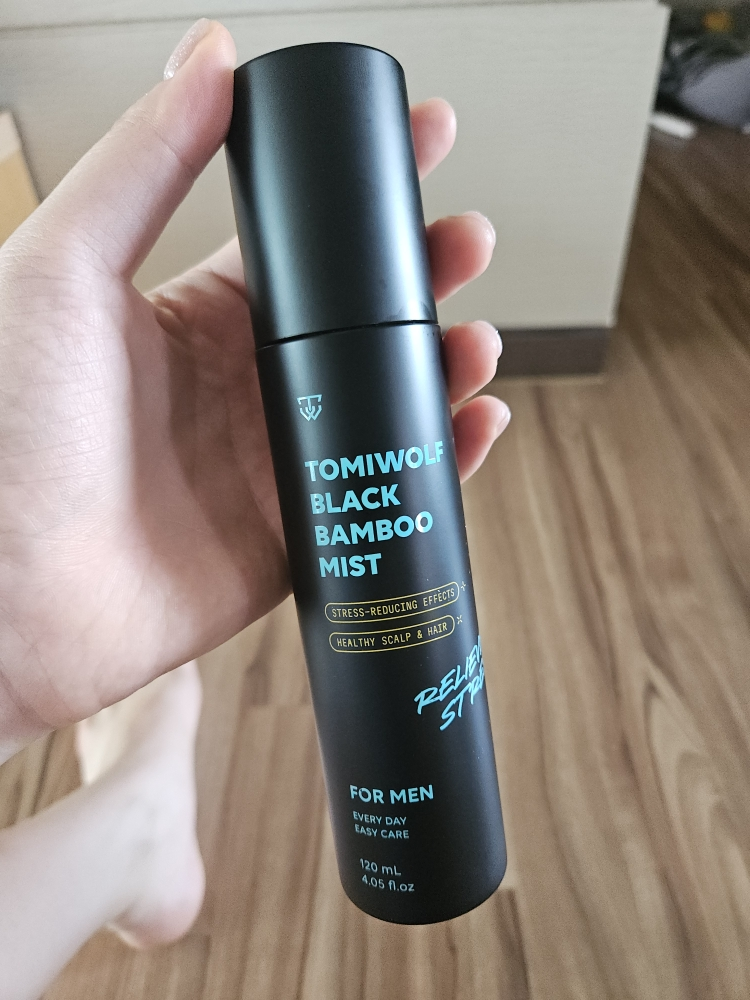 TOMIWOLF
BLACK
BAMBOO
MIST
STRESS-REDUCING EFFECTS
HEALTHY SCALP & HAIR
FOR MEN
EVERY DAY
EASY CARE
120 mL
4.05 fl.oz